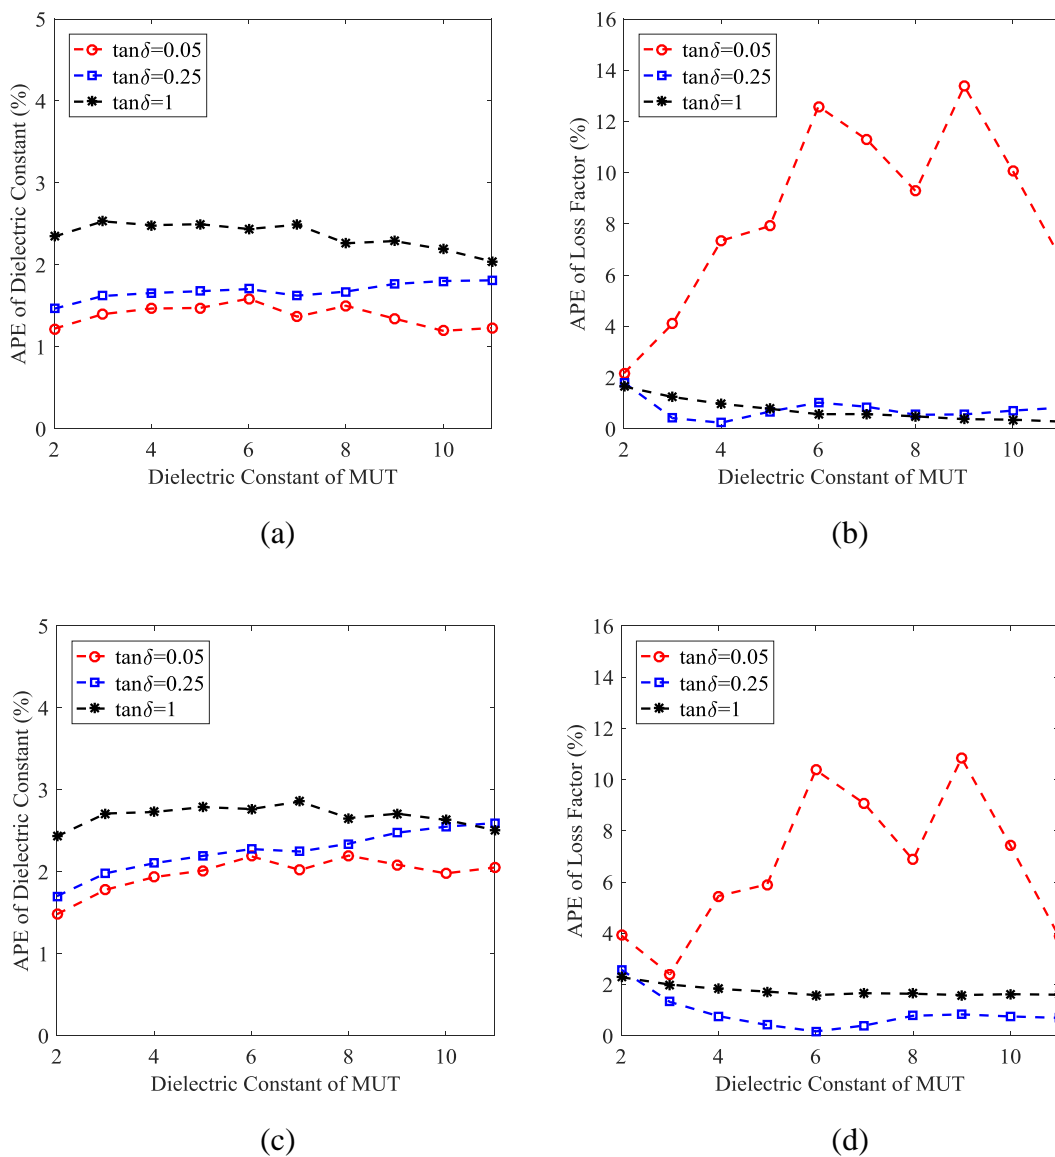 5
4
3
2
1
0
tanδ=0.05
tanδ=0.25
tanδ=1
APE of Dielectric Constant (%)
2 4 6 8 10
Dielectric Constant of MUT
(a)
16
14
12
10
8
6
4
2
0
tanδ=0.05
tanδ=0.25
tanδ=1
APE of Loss Factor (%)
2 4 6 8 10
Dielectric Constant of MUT
(b)
5
4
3
2
1
0
tanδ=0.05
tanδ=0.25
tanδ=1
APE of Dielectric Constant (%)
2 4 6 8 10
Dielectric Constant of MUT
(c)
16
14
12
10
8
6
4
2
0
tanδ=0.05
tanδ=0.25
tanδ=1
APE of Loss Factor (%)
2 4 6 8 10
Dielectric Constant of MUT
(d)